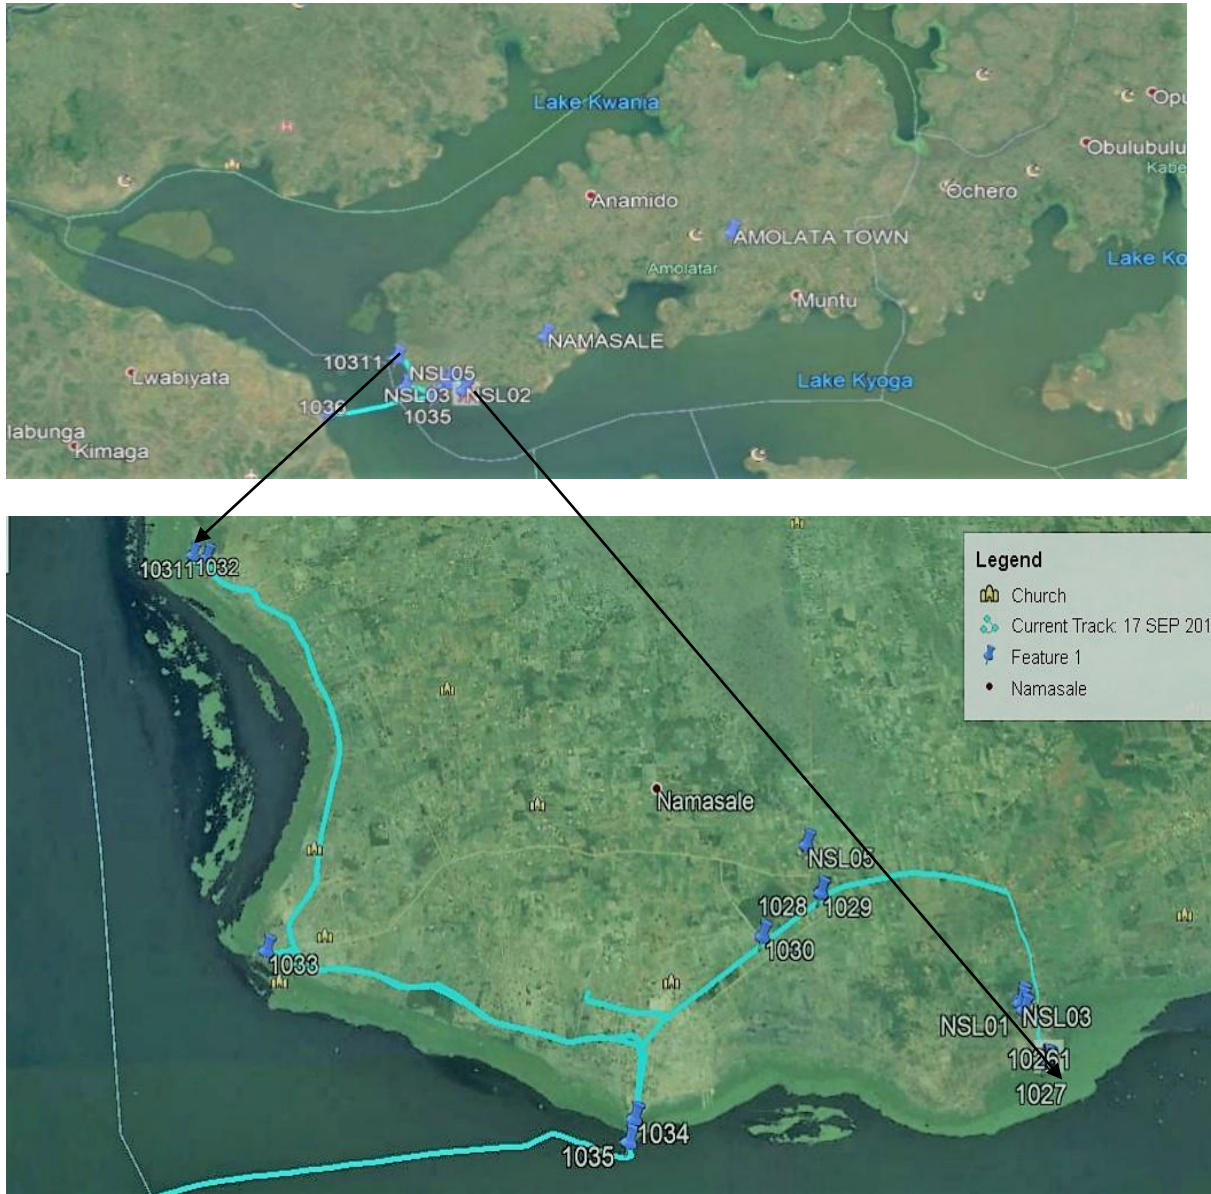 Lake Kwania
Opu
Obulubulu
Kabe
Anamido
Ochero
AMOLATA TOWN
Lake Ko
Amolatar
Muntu
NAMASALE
10311
NSL05
Lwabiyata
NSL03
NSL02
Lake Kyoga
1036
1035
labunga
Kimaga
10311
1032
Legend
Church
Current Track: 17 SEP 201
Feature 1
Namasale
Namasale
NSL05
1028
1029
1030
1033
NSL01
NSL03
10261
1027
1034
1035